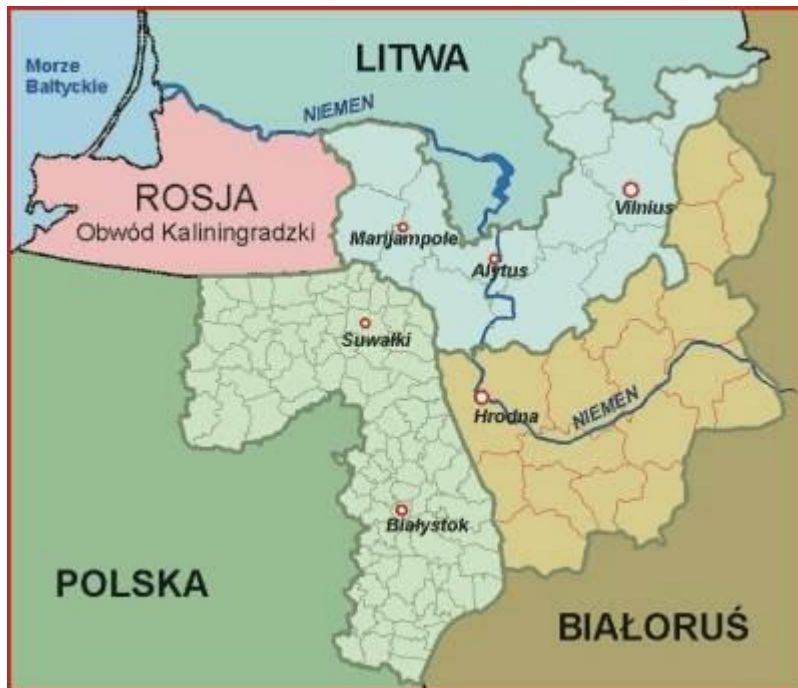 Morze
Bałtyckie
LITWA
NIEMEN
ROSJA
Obwód Kaliningradzki
Vilnius
Marijampole
Alytus
Suwałki
Hrodna
NIEMEN
Białystok
POLSKA
BIAŁORUŚ